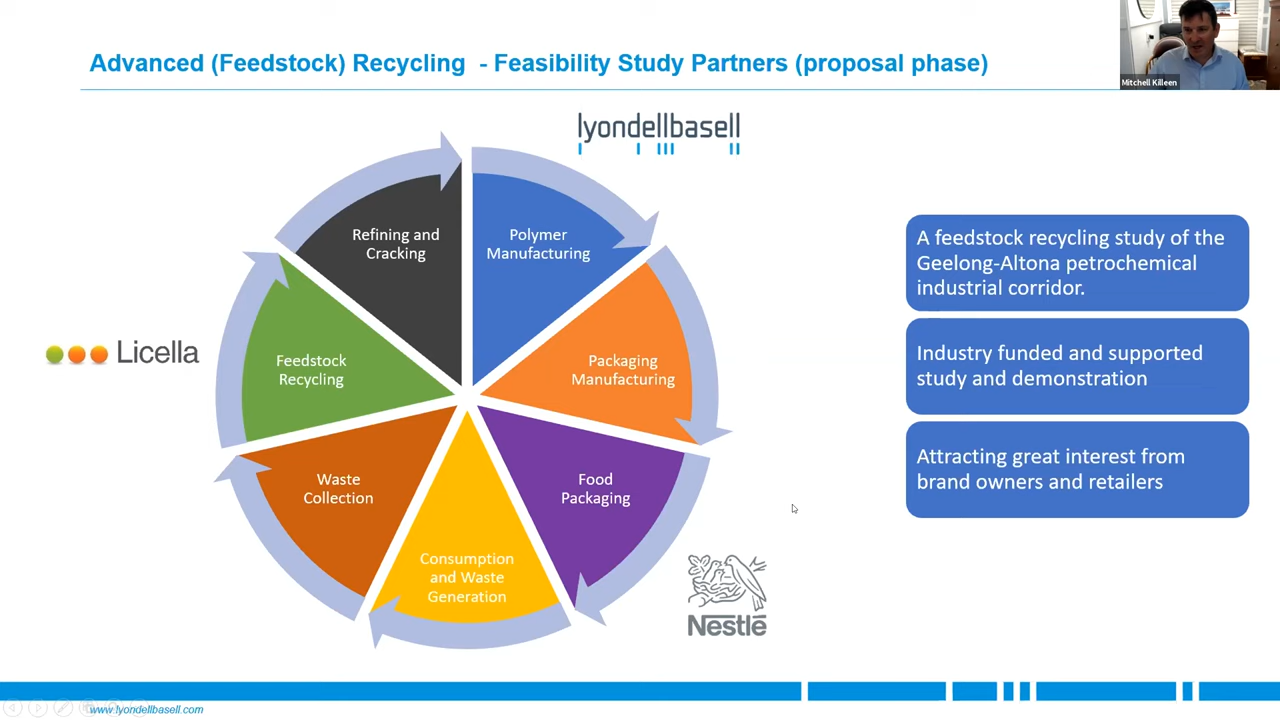 Advanced (Feedstock) Recycling - Feasibility Study Partners (proposal phase)
Mitchell Killeen
lyondellbasell
Refining and
Cracking
Polymer
Manufacturing
A feedstock recycling study of the
Geelong-Altona petrochemical
industrial corridor.
Licella
Feedstock
Recycling
Packaging
Manufacturing
Industry funded and supported
study and demonstration
Waste
Collection
Food
Packaging
Attracting great interest from
brand owners and retailers
Consumption
and Waste
Generation
Nestlé
www.lyondellbasell.com